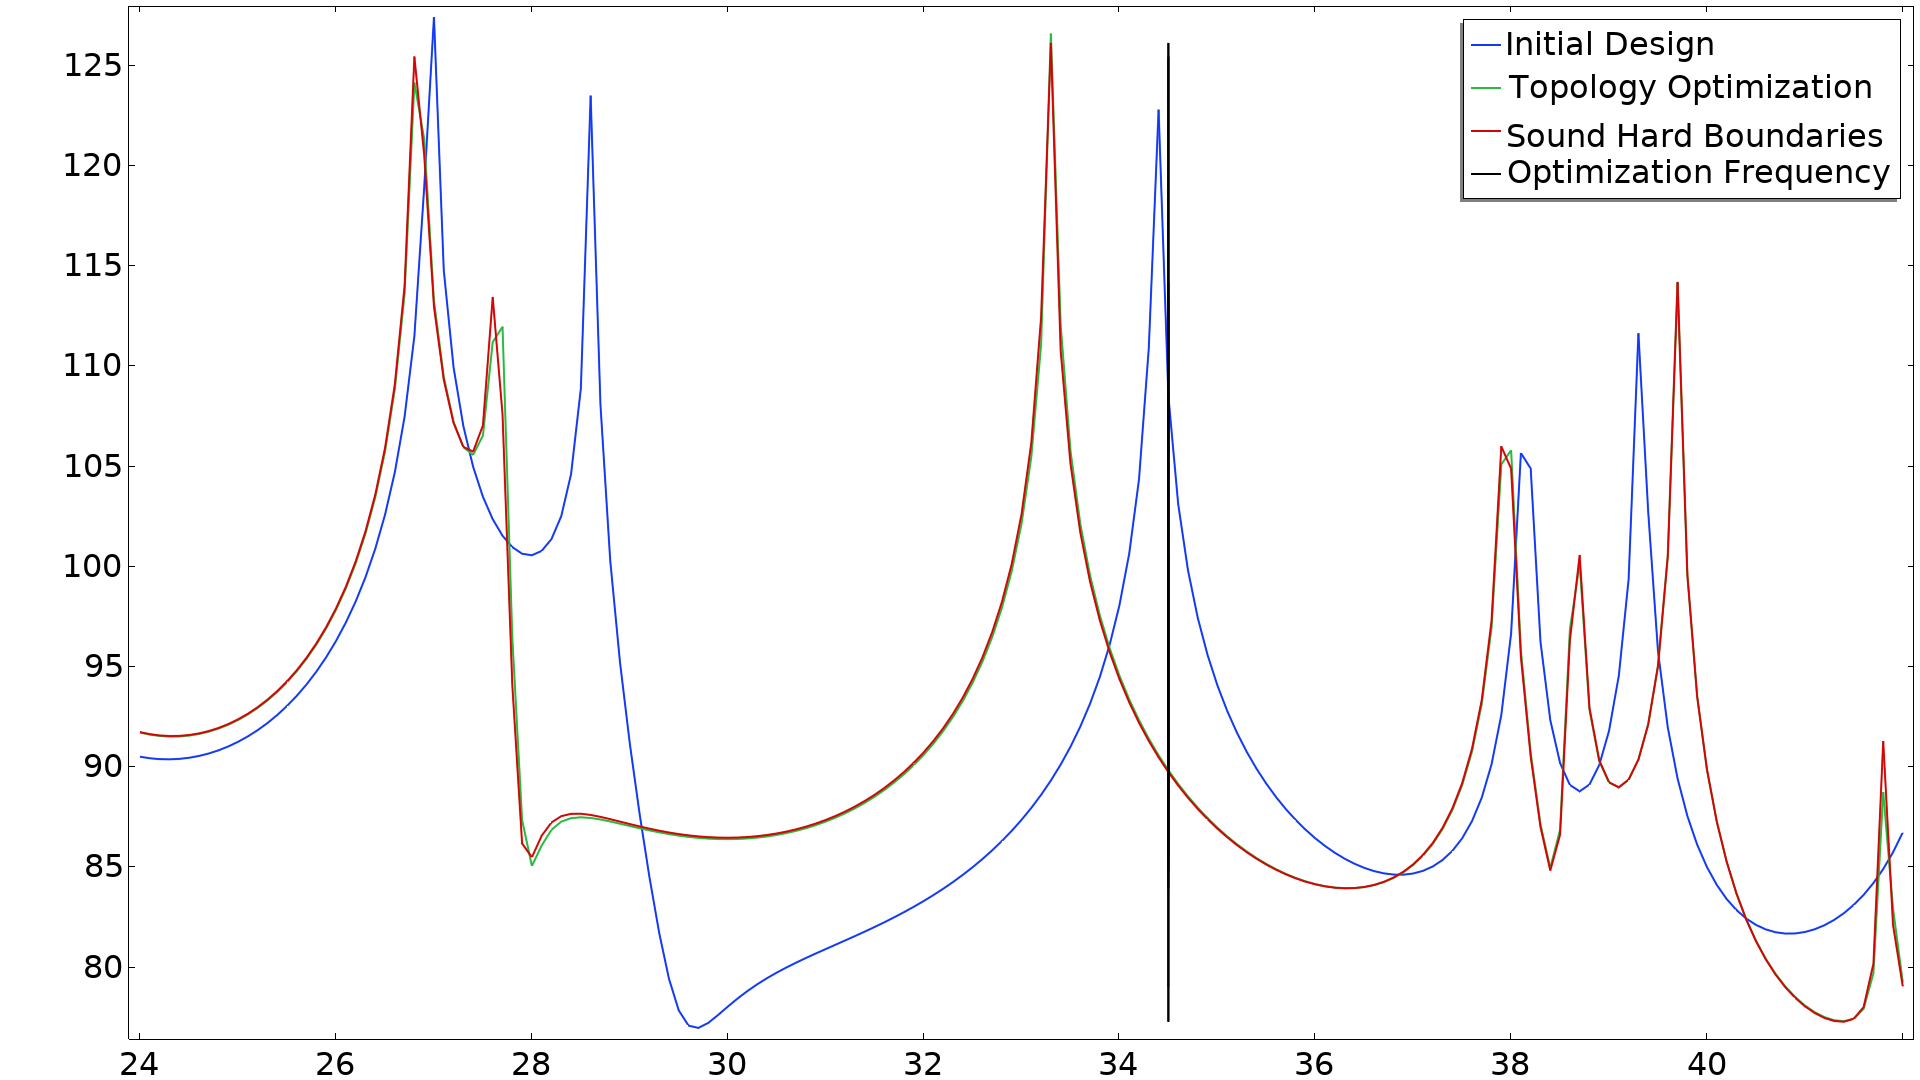 125
120
115
110
105
100
95
90
85
80
24 26 28 30 32 34 36 38 40
Initial Design
Topology Optimization
Sound Hard Boundaries
Optimization Frequency